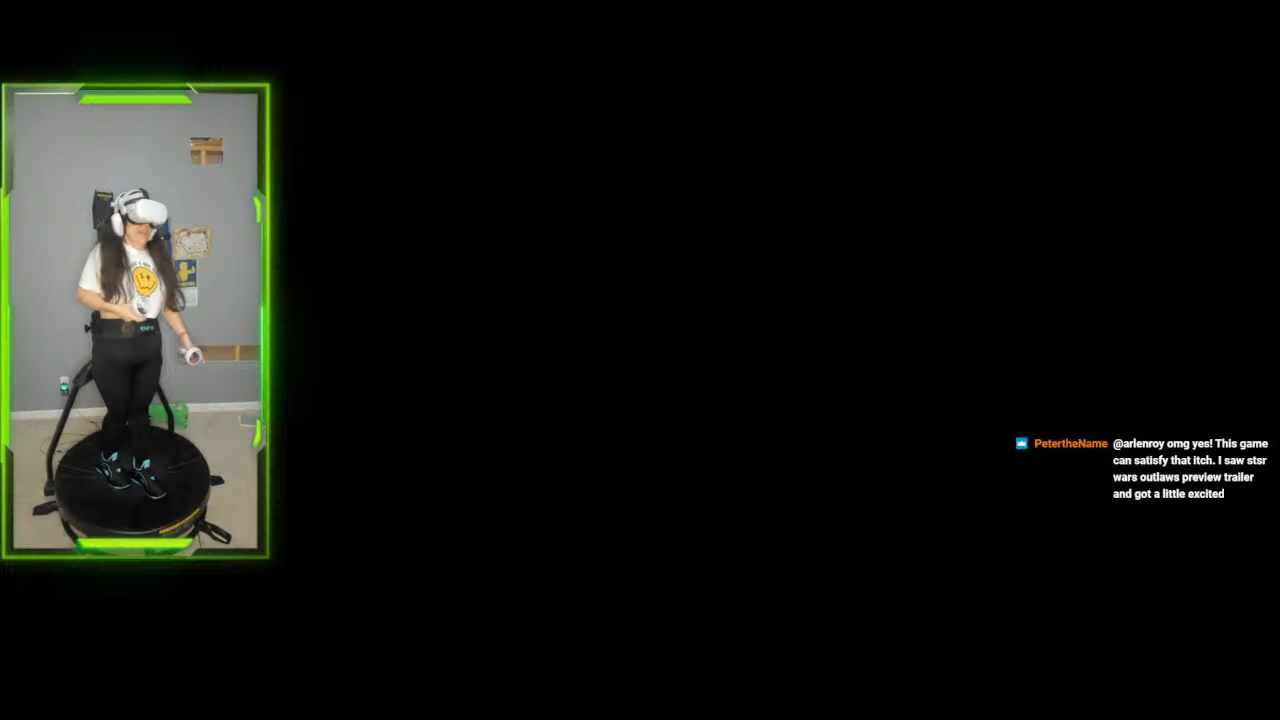 PetertheName @arlenroy omg yes! This game
can satisfy that itch. I saw stsr
wars outlaws preview trailer
and got a little excited